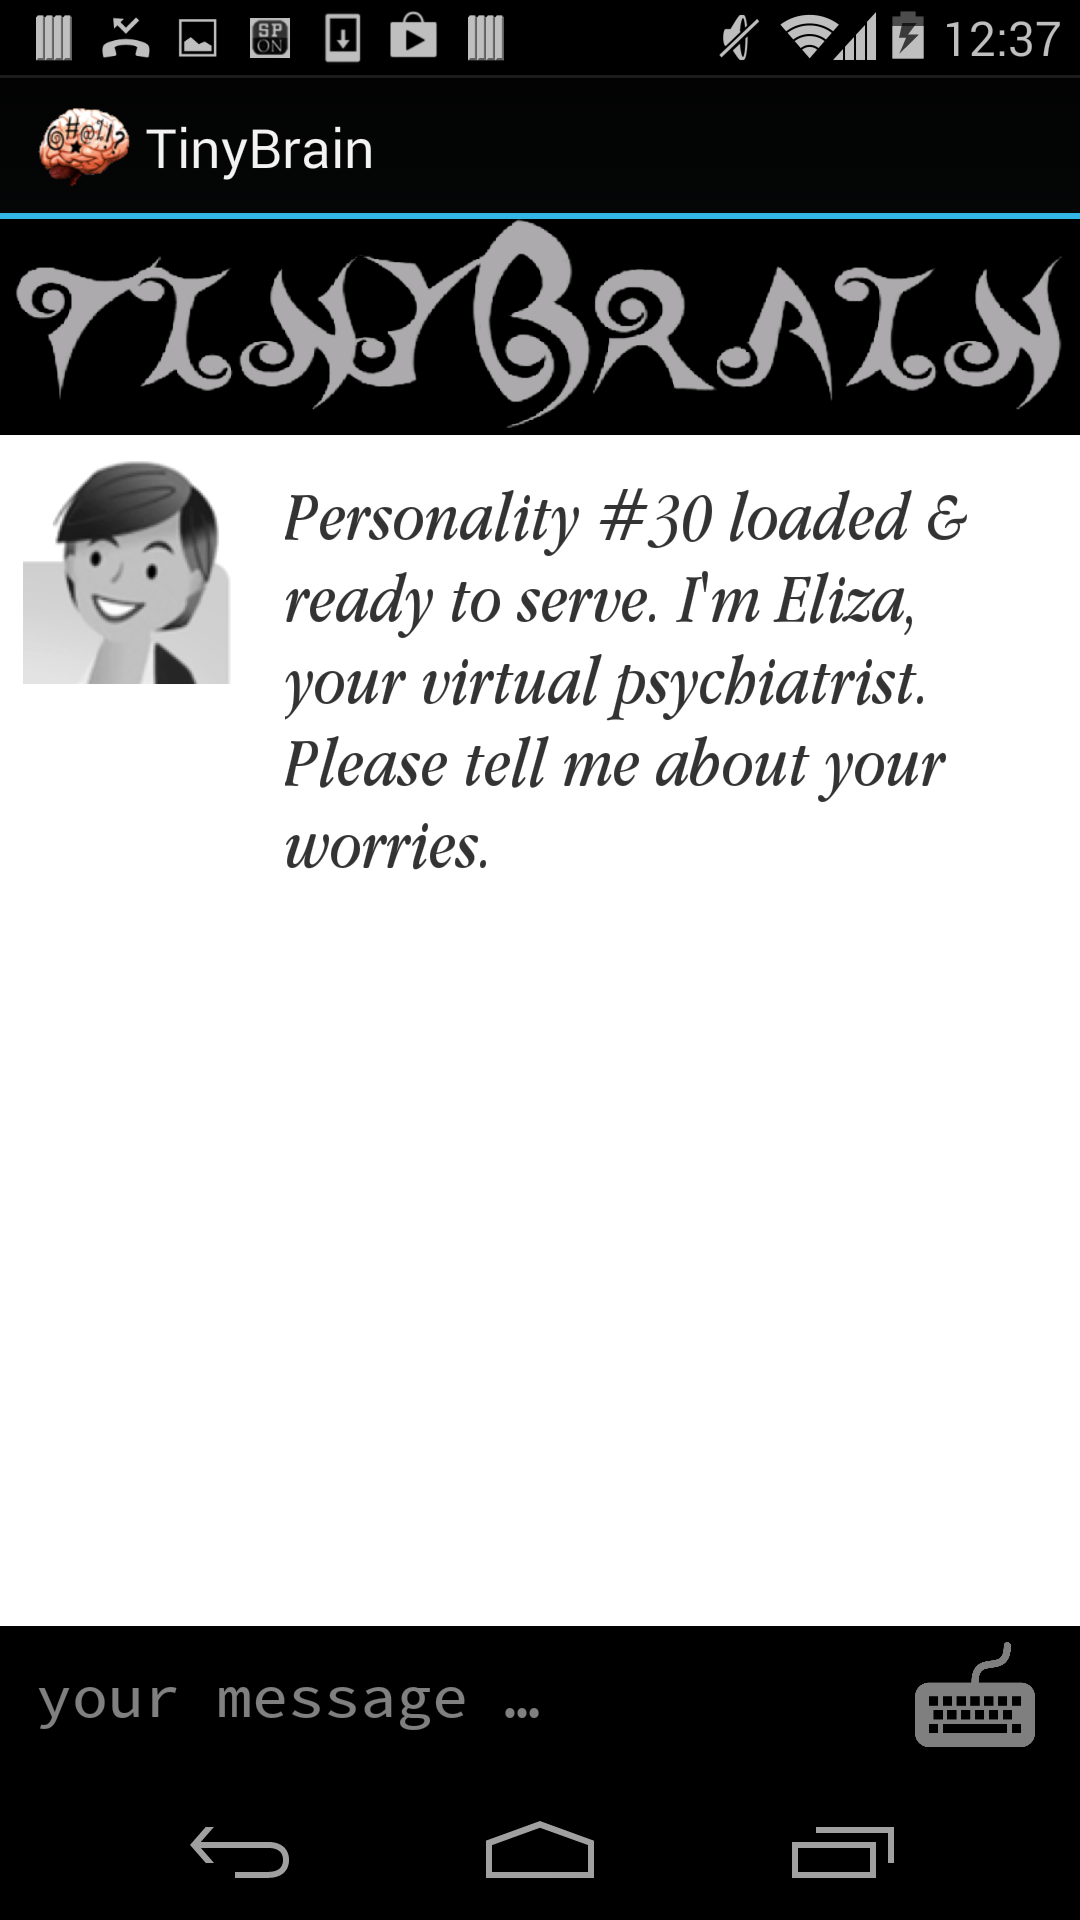 SP
ON
12:37
@#@!?
TinyBrain
TINYBRAIN
Personality #30 loaded &
ready to serve. I'm Eliza,
your virtual psychiatrist.
Please tell me about your
worries.
your message …